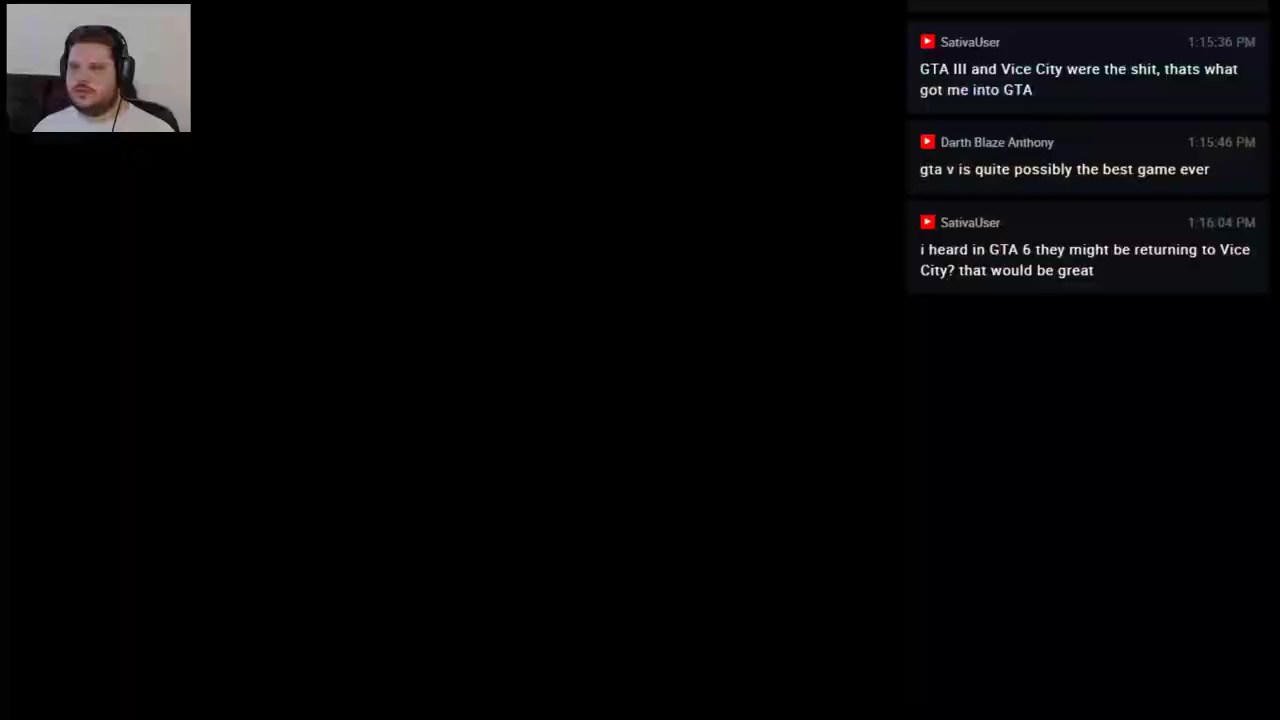 SativaUser 1:15:36 PM
GTA III and Vice City were the shit, thats what
got me into GTA
Darth Blaze Anthony 1:15:46 PM
gta v is quite possibly the best game ever
SativaUser 1:16:04 PM
i heard in GTA 6 they might be returning to Vice
City? that would be great